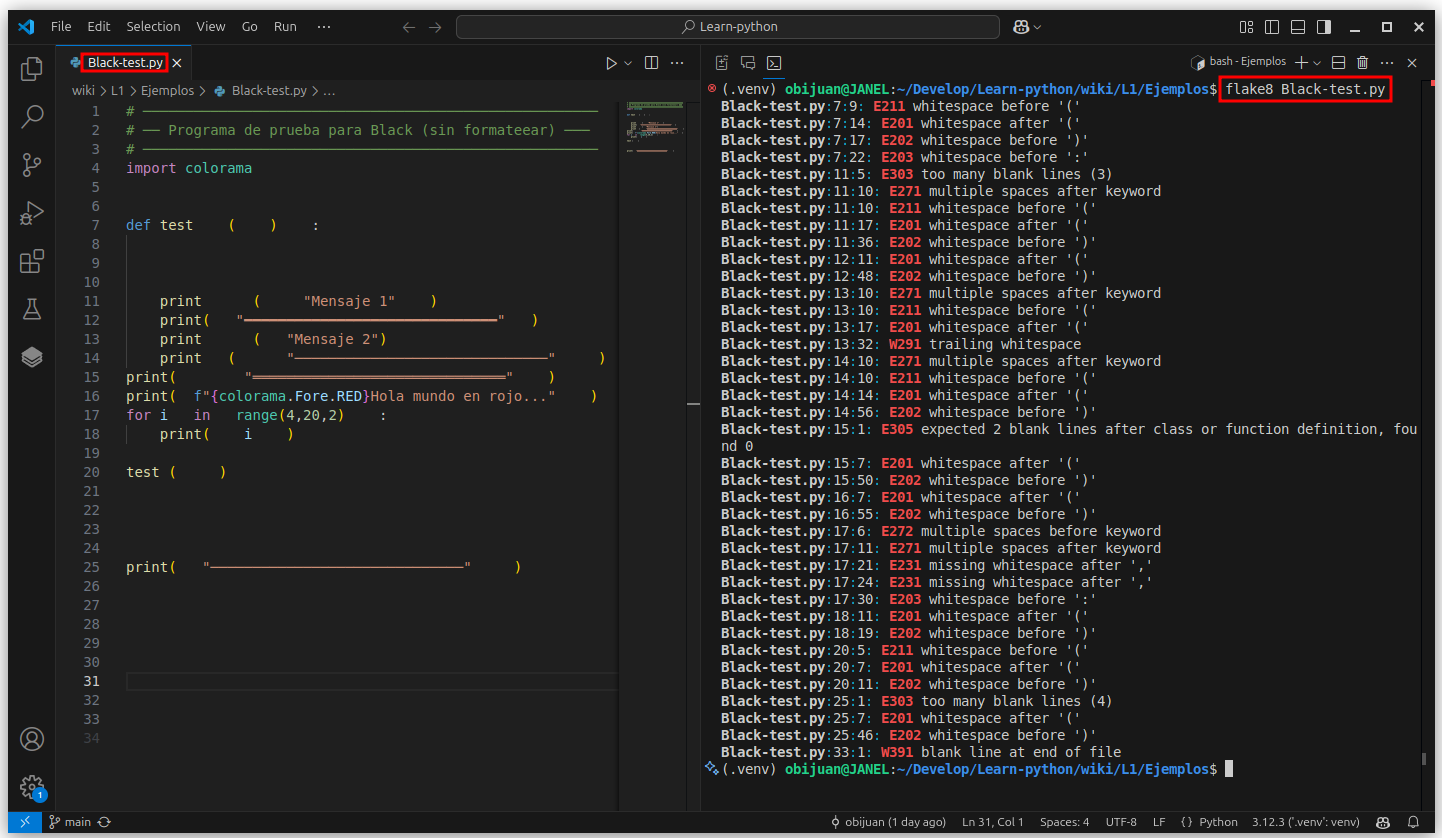 File Edit Selection View Go Run ··· Learn-python
Black-test.py
wiki > L1 > Ejemplos > Black-test.py > ...
1 # ────────────────────────────────────────────────────
2 # ── Programa de prueba para Black (sin formateear) ───
3 # ────────────────────────────────────────────────────
4 import colorama
5
6
7 def test    (    )    :
8
9
10
11     print      (     "Mensaje 1"    )
12     print(   "══════════════════════════════"    )
13     print      (   "Mensaje 2")
14     print   (      "──────────────────────────────"      )
15 print(        "══════════════════════════════"     )
16 print(  f"{colorama.Fore.RED}Hola mundo en rojo..."    )
17 for i   in   range(4,20,2)    :
18     print(    i    )
19
20 test (     )
21
22
23
24
25 print(   "──────────────────────────────"      )
26
27
28
29
30
31
32
33
34
bash - Ejemplos
(.venv) obijuan@JANEL:~/Develop/Learn-python/wiki/L1/Ejemplos$ flake8 Black-test.py
Black-test.py:7:9: E211 whitespace before '('
Black-test.py:7:14: E201 whitespace after '('
Black-test.py:7:17: E202 whitespace before ')'
Black-test.py:7:22: E203 whitespace before ':'
Black-test.py:11:5: E303 too many blank lines (3)
Black-test.py:11:10: E271 multiple spaces after keyword
Black-test.py:11:10: E211 whitespace before '('
Black-test.py:11:17: E201 whitespace after '('
Black-test.py:11:36: E202 whitespace before ')'
Black-test.py:12:11: E201 whitespace after '('
Black-test.py:12:48: E202 whitespace before ')'
Black-test.py:13:10: E271 multiple spaces after keyword
Black-test.py:13:10: E211 whitespace before '('
Black-test.py:13:17: E201 whitespace after '('
Black-test.py:13:32: W291 trailing whitespace
Black-test.py:14:10: E271 multiple spaces after keyword
Black-test.py:14:10: E211 whitespace before '('
Black-test.py:14:14: E201 whitespace after '('
Black-test.py:14:56: E202 whitespace before ')'
Black-test.py:15:1: E305 expected 2 blank lines after class or function definition, fou
nd 0
Black-test.py:15:7: E201 whitespace after '('
Black-test.py:15:50: E202 whitespace before ')'
Black-test.py:16:7: E201 whitespace after '('
Black-test.py:16:55: E202 whitespace before ')'
Black-test.py:17:6: E272 multiple spaces before keyword
Black-test.py:17:11: E271 multiple spaces after keyword
Black-test.py:17:21: E231 missing whitespace after ','
Black-test.py:17:24: E231 missing whitespace after ','
Black-test.py:17:30: E203 whitespace before ':'
Black-test.py:18:11: E201 whitespace after '('
Black-test.py:18:19: E202 whitespace before ')'
Black-test.py:20:5: E211 whitespace before '('
Black-test.py:20:7: E201 whitespace after '('
Black-test.py:20:11: E202 whitespace before ')'
Black-test.py:25:1: E303 too many blank lines (4)
Black-test.py:25:7: E201 whitespace after '('
Black-test.py:25:46: E202 whitespace before ')'
Black-test.py:33:1: W391 blank line at end of file
(.venv) obijuan@JANEL:~/Develop/Learn-python/wiki/L1/Ejemplos$
1
main obijuan (1 day ago) Ln 31, Col 1 Spaces: 4 UTF-8 LF {} Python 3.12.3 ('.venv': venv)